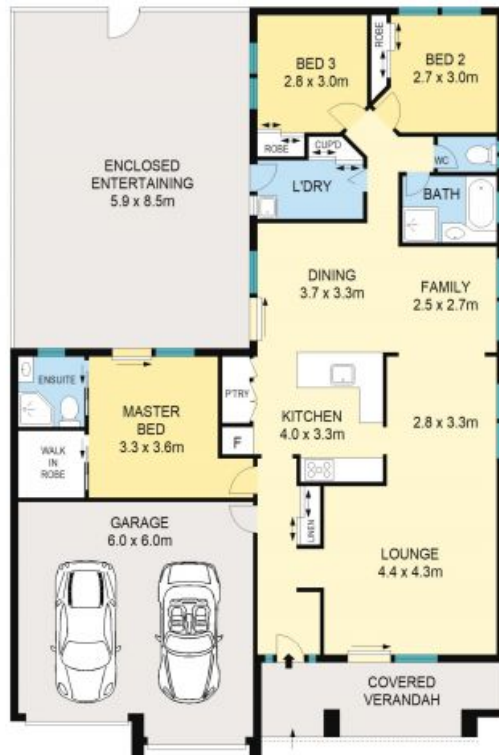 BED 3
2.8 x 3.0m
ROBE
BED 2
2.7 x 3.0m
ROBE
CUP'D
WC
L'DRY
BATH
ENCLOSED
ENTERTAINING
5.9 x 8.5m
DINING
3.7 x 3.3m
FAMILY
2.5 x 2.7m
ENSUITE
MASTER
BED
3.3 x 3.6m
PTRY
KITCHEN
4.0 x 3.3m
2.8 x 3.3m
F
WALK
IN
ROBE
GARAGE
6.0 x 6.0m
LINEN
LOUNGE
4.4 x 4.3m
COVERED
VERANDAH